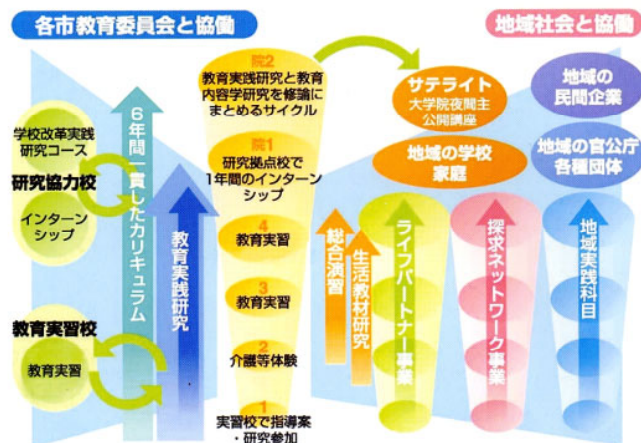 各市教育委員会と協働
地域社会と協働
学校改革実践
研究コース
研究協力校
インターン
シップ
教育実習校
教育実習
6年間一貫したカリキュラム
教育実践研究
院2
教育実践研究と教育
内容学研究を修論に
まとめるサイクル
院1
研究拠点校で
1年間のインターン
シップ
4
教育実習
3
教育実習
2
介護等体験
1
実習校で指導案
・研究参加
総合演習
生活教材研究
サテライト
大学院夜間主
公開講座
地域の学校
家庭
ライフパートナー事業
探求ネットワーク事業
地域の
民間企業
地域の官公庁
各種団体
地域実践科目